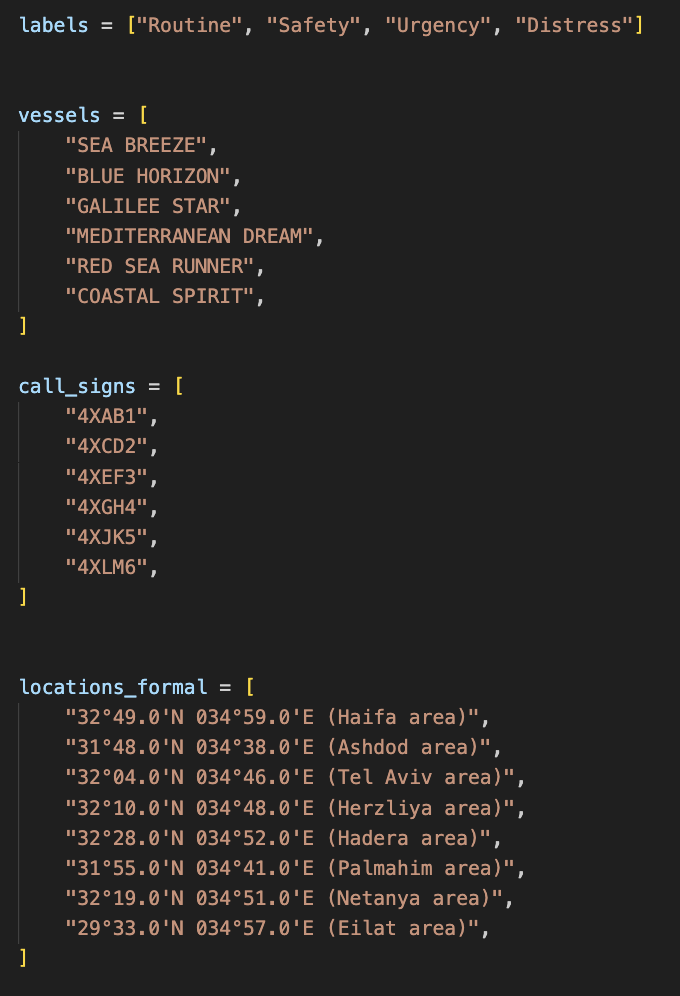 labels = ["Routine", "Safety", "Urgency", "Distress"]
vessels = [
    "SEA BREEZE",
    "BLUE HORIZON",
    "GALILEE STAR",
    "MEDITERRANEAN DREAM",
    "RED SEA RUNNER",
    "COASTAL SPIRIT",
]
call_signs = [
    "4XAB1",
    "4XCD2",
    "4XEF3",
    "4XGH4",
    "4XJK5",
    "4XLM6",
]
locations_formal = [
    "32°49.0'N 034°59.0'E (Haifa area)",
    "31°48.0'N 034°38.0'E (Ashdod area)",
    "32°04.0'N 034°46.0'E (Tel Aviv area)",
    "32°10.0'N 034°48.0'E (Herzliya area)",
    "32°28.0'N 034°52.0'E (Hadera area)",
    "31°55.0'N 034°41.0'E (Palmahim area)",
    "32°19.0'N 034°51.0'E (Netanya area)",
    "29°33.0'N 034°57.0'E (Eilat area)",
]